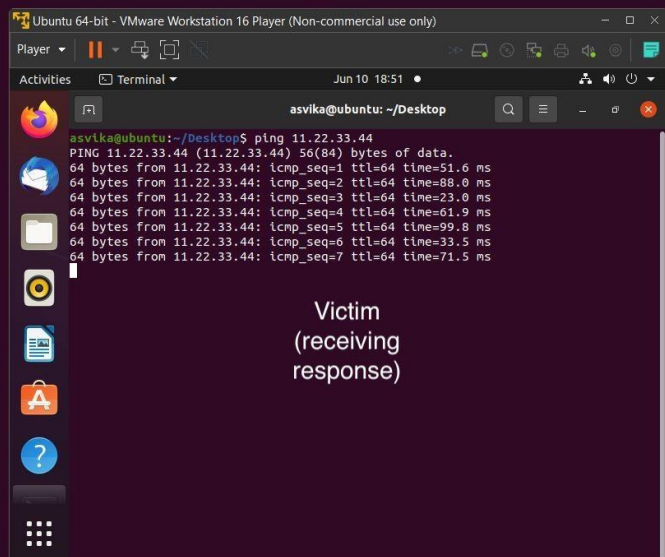 Ubuntu 64-bit - VMware Workstation 16 Player (Non-commercial use only)
Player
Activities
Terminal
Jun 10 18:51
asvika@ubuntu: ~/Desktop
asvika@ubuntu:~/Desktop$ ping 11.22.33.44
PING 11.22.33.44 (11.22.33.44) 56(84) bytes of data.
64 bytes from 11.22.33.44: icmp_seq=1 ttl=64 time=51.6 ms
64 bytes from 11.22.33.44: icmp_seq=2 ttl=64 time=88.0 ms
64 bytes from 11.22.33.44: icmp_seq=3 ttl=64 time=23.0 ms
64 bytes from 11.22.33.44: icmp_seq=4 ttl=64 time=61.9 ms
64 bytes from 11.22.33.44: icmp_seq=5 ttl=64 time=99.8 ms
64 bytes from 11.22.33.44: icmp_seq=6 ttl=64 time=33.5 ms
64 bytes from 11.22.33.44: icmp_seq=7 ttl=64 time=71.5 ms
Victim
(receiving
response)